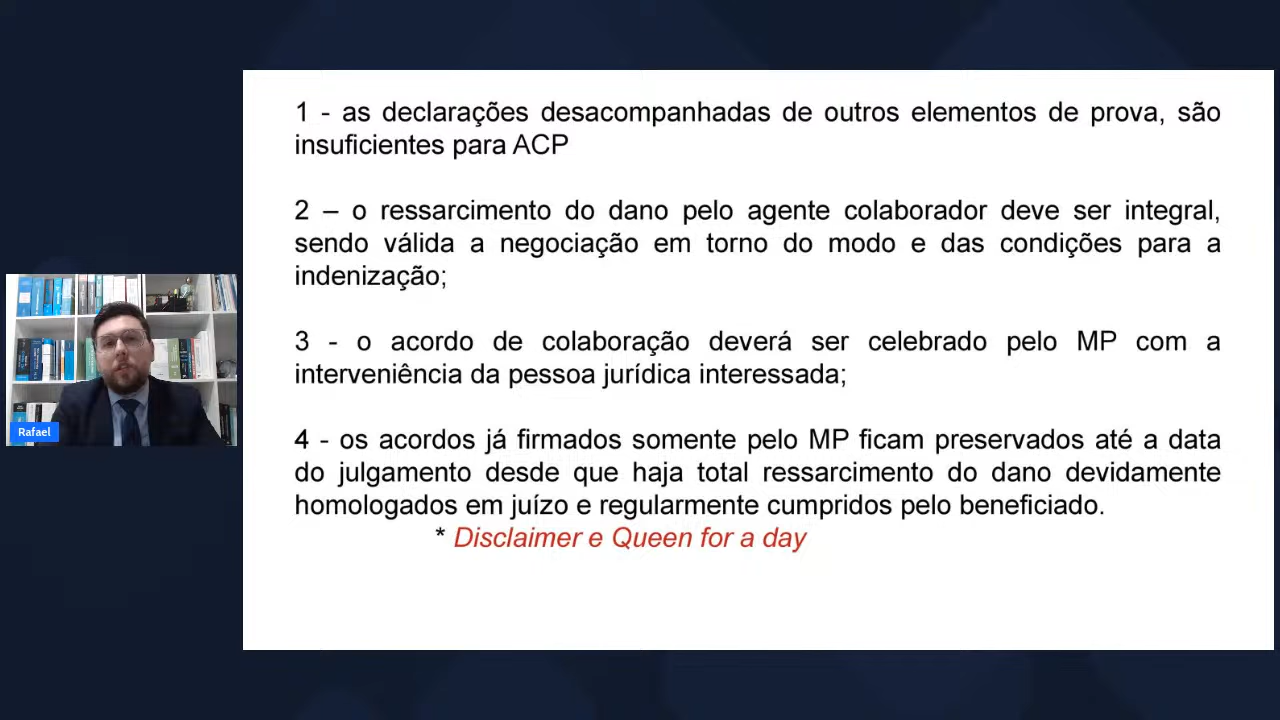 1 - as declarações desacompanhadas de outros elementos de prova, são
insuficientes para ACP
2 – o ressarcimento do dano pelo agente colaborador deve ser integral,
sendo válida a negociação em torno do modo e das condições para a
indenização;
3 - o acordo de colaboração deverá ser celebrado pelo MP com a
interveniência da pessoa jurídica interessada;
4 - os acordos já firmados somente pelo MP ficam preservados até a data
do julgamento desde que haja total ressarcimento do dano devidamente
homologados em juízo e regularmente cumpridos pelo beneficiado.
* Disclaimer e Queen for a day
Rafael